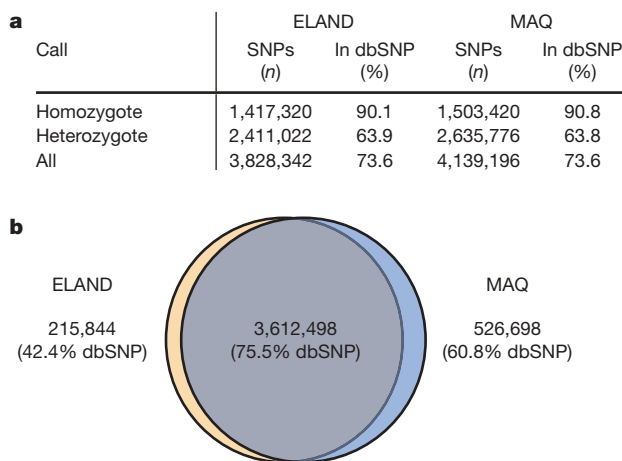 a
ELAND MAQ
Call SNPs In dbSNP SNPs In dbSNP
(n) (%) (n) (%)
Homozygote 1,417,320 90.1 1,503,420 90.8
Heterozygote 2,411,022 63.9 2,635,776 63.8
All 3,828,342 73.6 4,139,196 73.6
b
ELAND MAQ
215,844 3,612,498 526,698
(42.4% dbSNP) (75.5% dbSNP) (60.8% dbSNP)